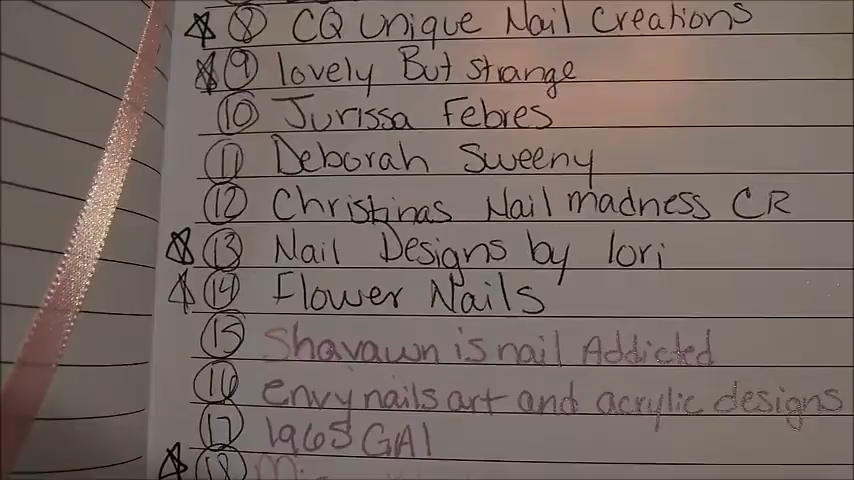 ☆ 8 CQ Unique Nail Creations
☆ 9 lovely But strange
10 Jurissa Febres
11 Deborah Sweeny
12 Christinas Nail madness CR
☆ 13 Nail Designs by lori
☆ 14 Flower Nails
15 Shavawn is nail Addicted
16 envy nails art and acrylic designs
17 1965 GAl
☆ 18